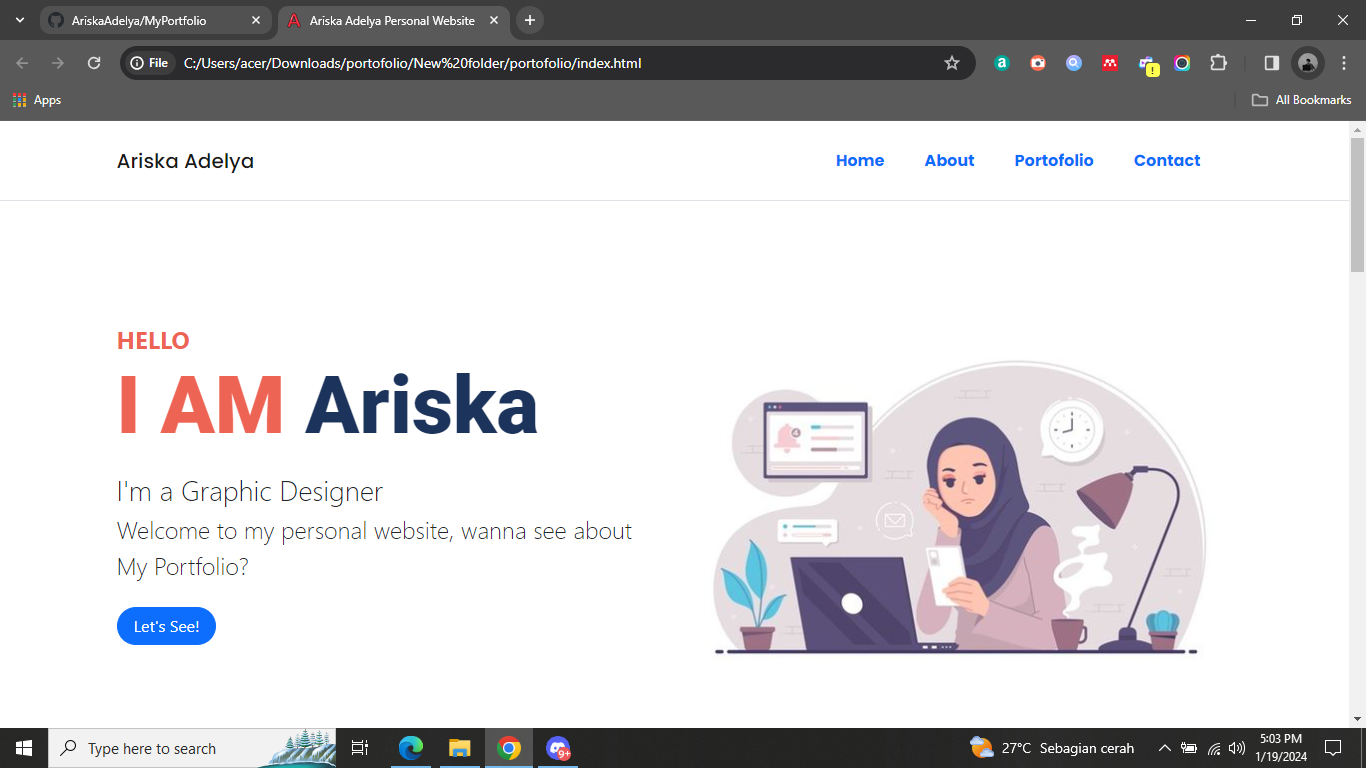 AriskaAdelya/MyPortfolio
Ariska Adelya Personal Website
File C:/Users/acer/Downloads/portofolio/New%20folder/portofolio/index.html
Apps
All Bookmarks
Ariska Adelya
Home About Portofolio Contact
HELLO
I AM Ariska
I'm a Graphic Designer
Welcome to my personal website, wanna see about
My Portfolio?
Let's See!
Type here to search
9+
27°C Sebagian cerah
5:03 PM
1/19/2024